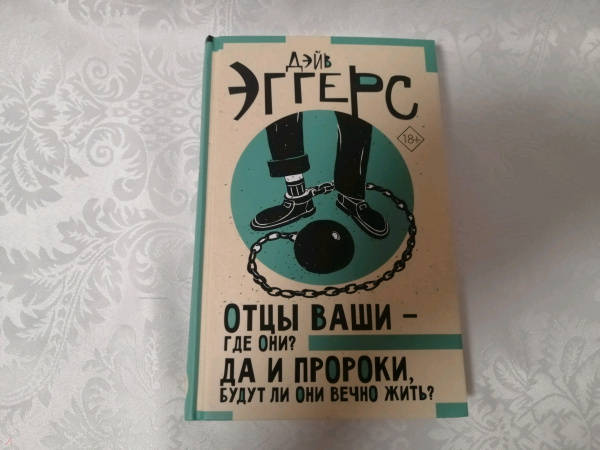 Дэйв
ЭГГЕРС
18+
ОТЦЫ ВАШИ –
ГДЕ ОНИ?
ДА И ПРОРОКИ,
БУДУТ ЛИ ОНИ ВЕЧНО ЖИТЬ?